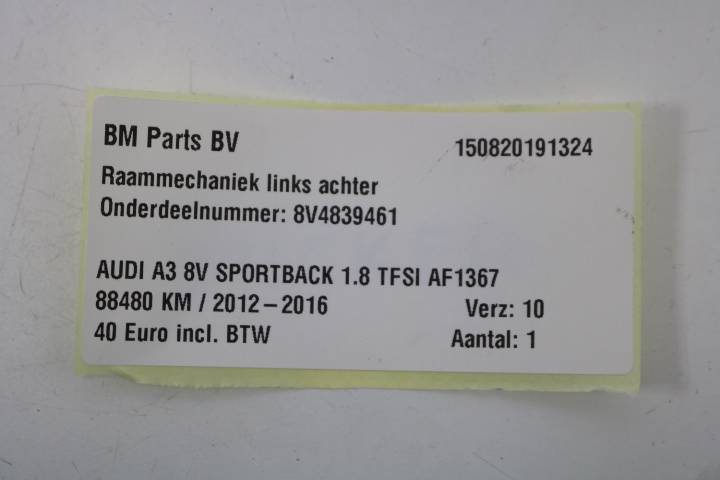 BM Parts BV 150820191324
Raammechaniek links achter
Onderdeelnummer: 8V4839461
AUDI A3 8V SPORTBACK 1.8 TFSI AF1367
88480 KM / 2012-2016 Verz: 10
40 Euro incl. BTW Aantal: 1